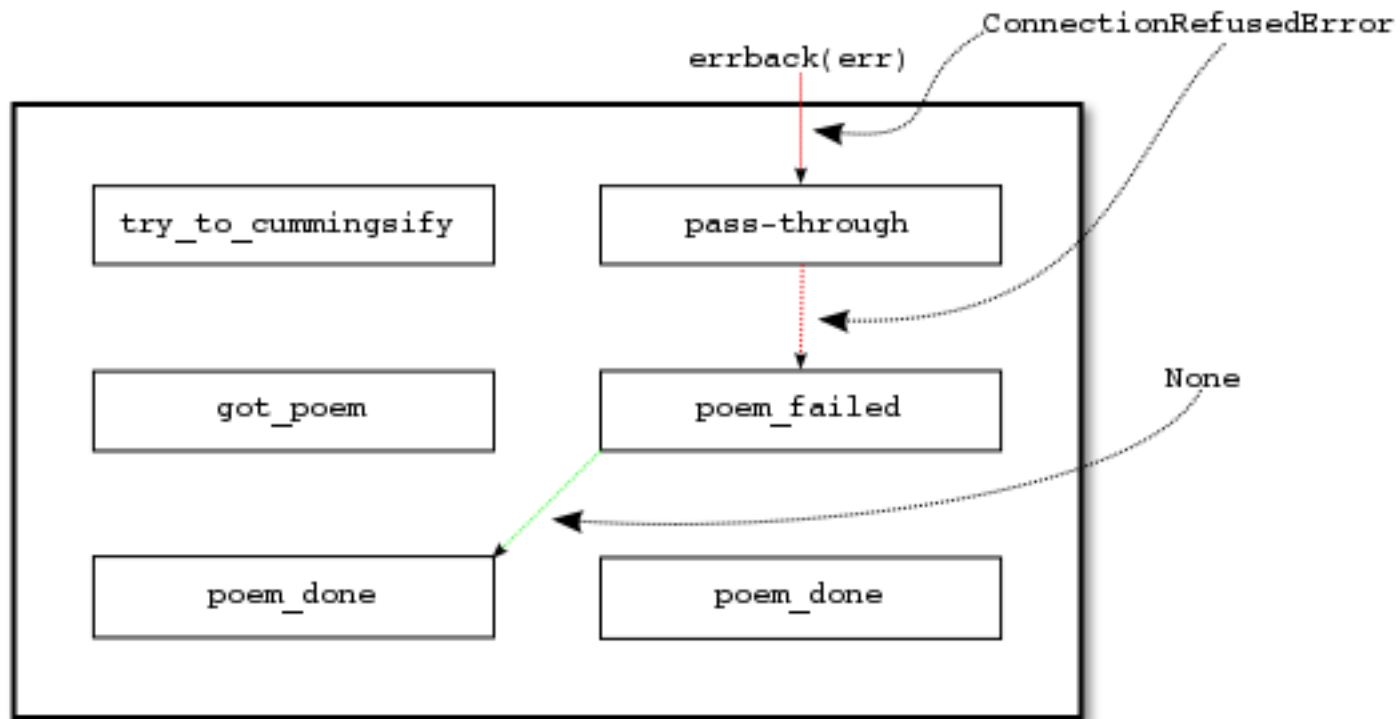 ConnectionRefusedError
errback(err)
try_to_cummingsify
pass-through
got_poem
poem_failed
None
poem_done
poem_done